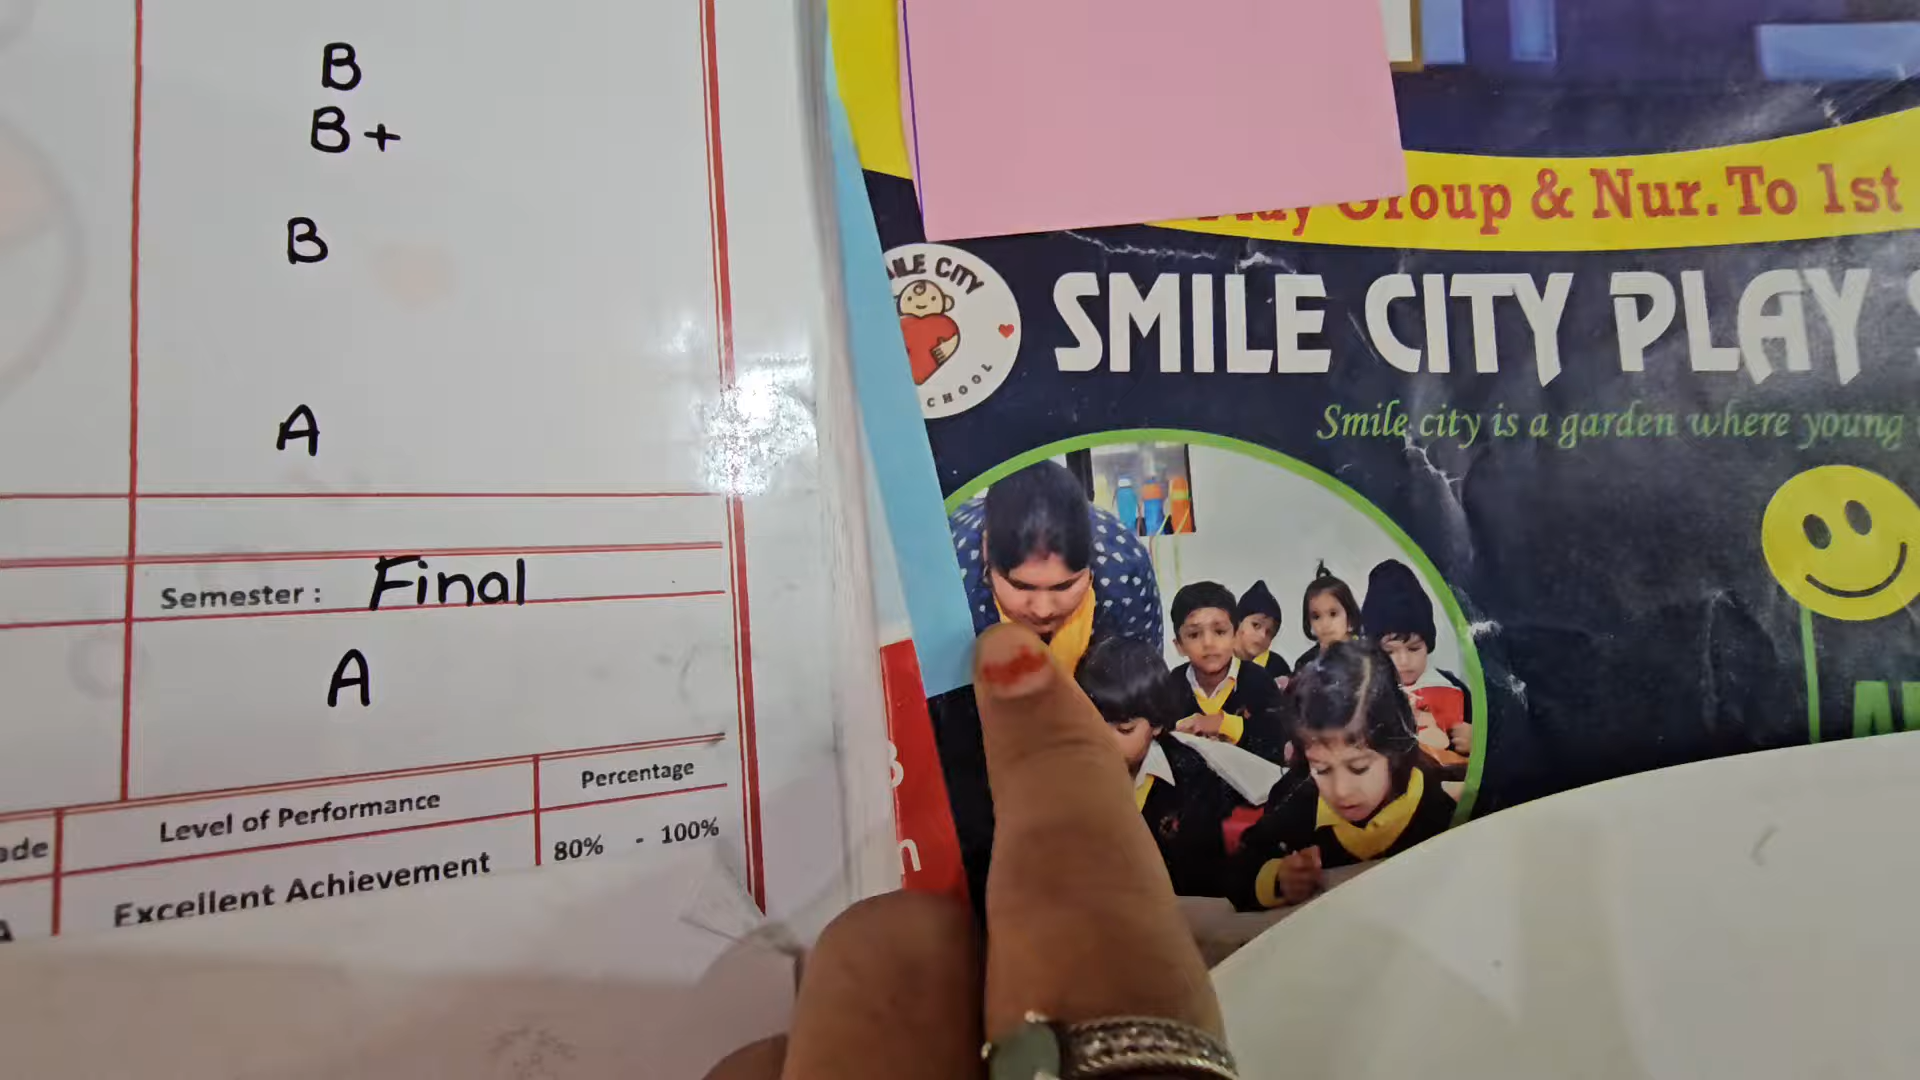 B
B+
B
A
Semester : Final
A
Level of Performance
Percentage
Excellent Achievement
80% - 100%
Group & Nur. To 1st
CITY
SMILE CITY PLAY
Smile city is a garden where young